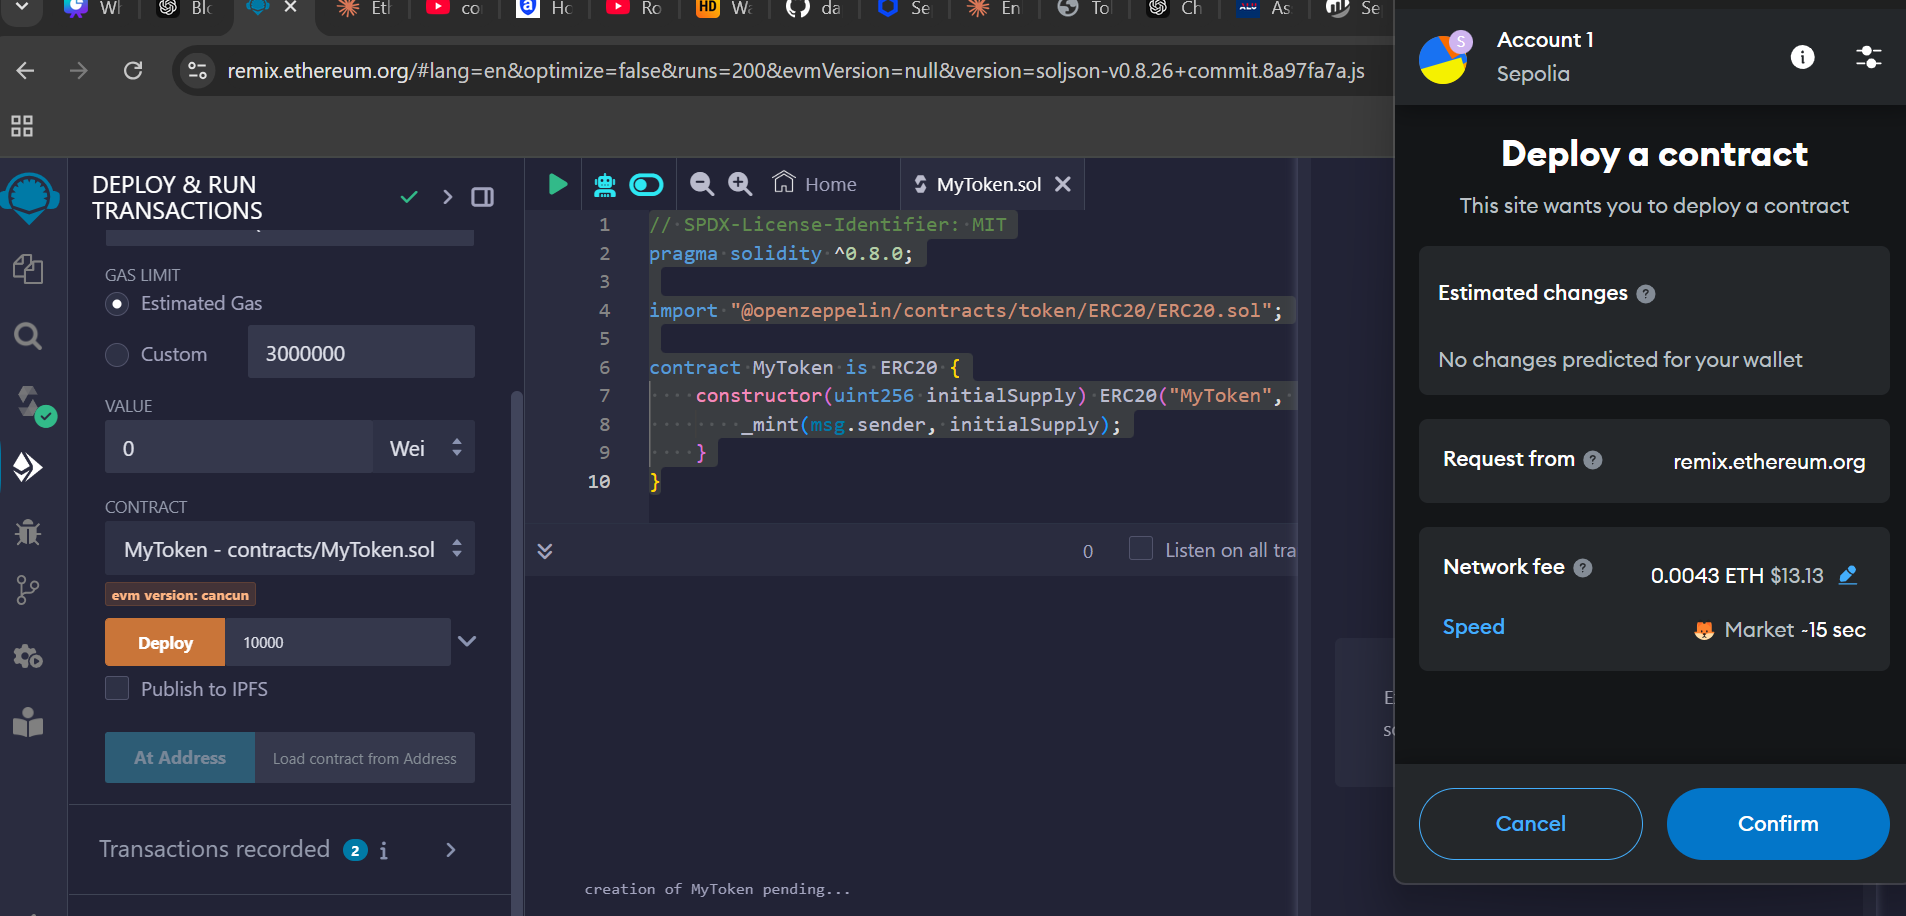 Wh
Blo
Eth
co
Ho
Ro
HD
Wa
da
Se
En
Tol
Ch
ALU
As
Se
remix.ethereum.org/#lang=en&optimize=false&runs=200&evmVersion=null&version=soljson-v0.8.26+commit.8a97fa7a.js
DEPLOY & RUN
TRANSACTIONS
GAS LIMIT
Estimated Gas
Custom
3000000
VALUE
0
Wei
CONTRACT
MyToken - contracts/MyToken.sol
evm version: cancun
Deploy
10000
Publish to IPFS
At Address
Load contract from Address
Transactions recorded 2 i
Home
MyToken.sol
1 // SPDX-License-Identifier: MIT
2 pragma solidity ^0.8.0;
3
4 import "@openzeppelin/contracts/token/ERC20/ERC20.sol";
5
6 contract MyToken is ERC20 {
7 constructor(uint256 initialSupply) ERC20("MyToken",
8 _mint(msg.sender, initialSupply);
9 }
10 }
0
Listen on all tra
creation of MyToken pending...
S
Account 1
Sepolia
Deploy a contract
This site wants you to deploy a contract
Estimated changes ?
No changes predicted for your wallet
Request from ?
remix.ethereum.org
Network fee ?
0.0043 ETH $13.13
Speed
Market ~15 sec
Cancel
Confirm